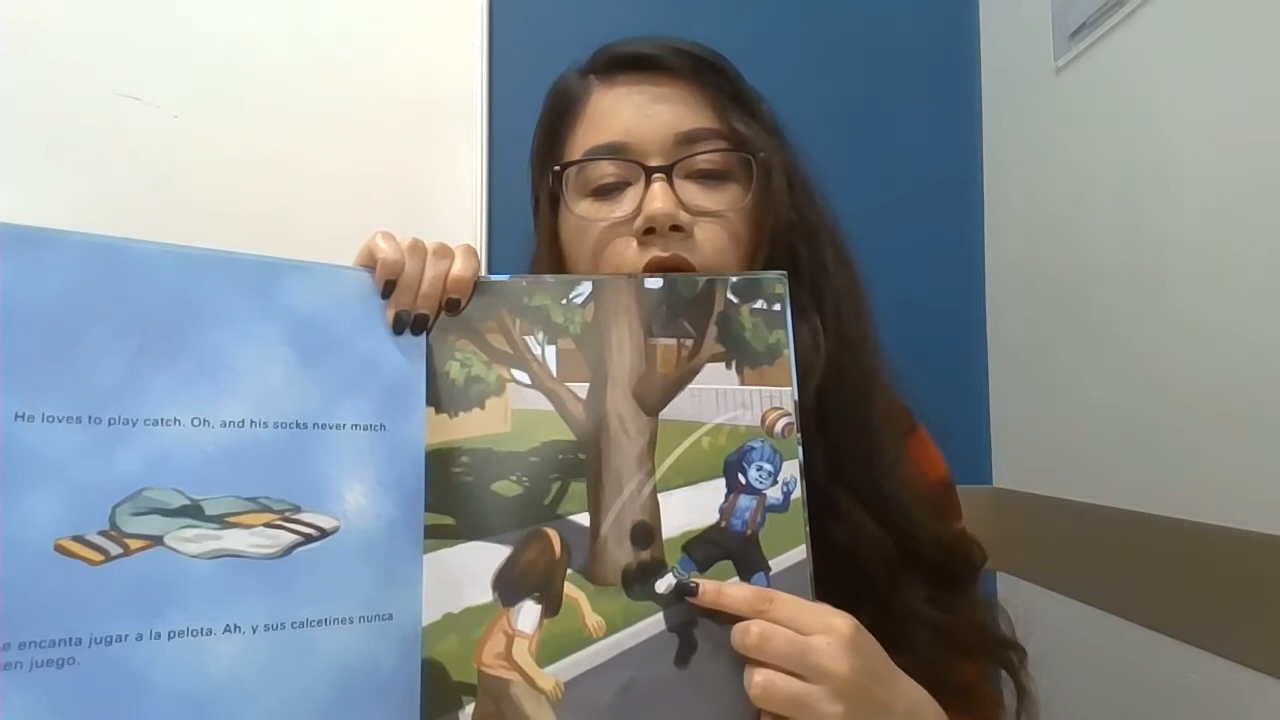 He loves to play catch. Oh, and his socks never match.
e encanta jugar a la pelota. Ah, y sus calcetines nunca
en juego.